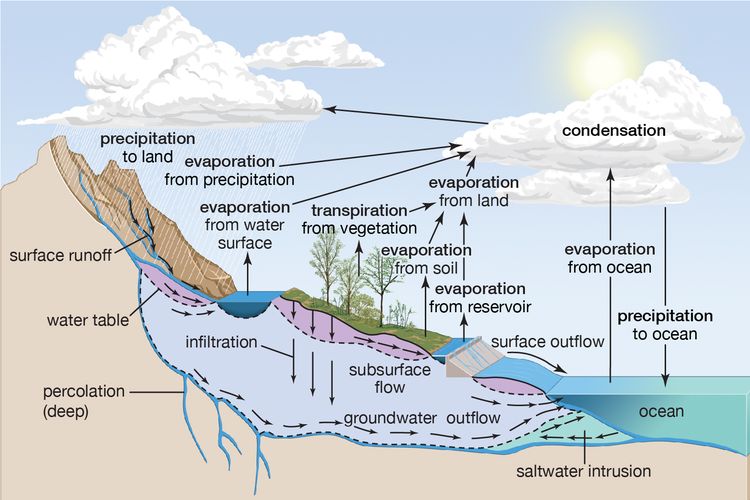 condensation
precipitation
to land
evaporation
from precipitation
evaporation
from land
evaporation
from water
surface
transpiration
from vegetation
surface runoff
evaporation
from soil
evaporation
from ocean
evaporation
from reservoir
water table
precipitation
to ocean
infiltration
surface outflow
subsurface
flow
percolation
(deep)
groundwater outflow
ocean
saltwater intrusion